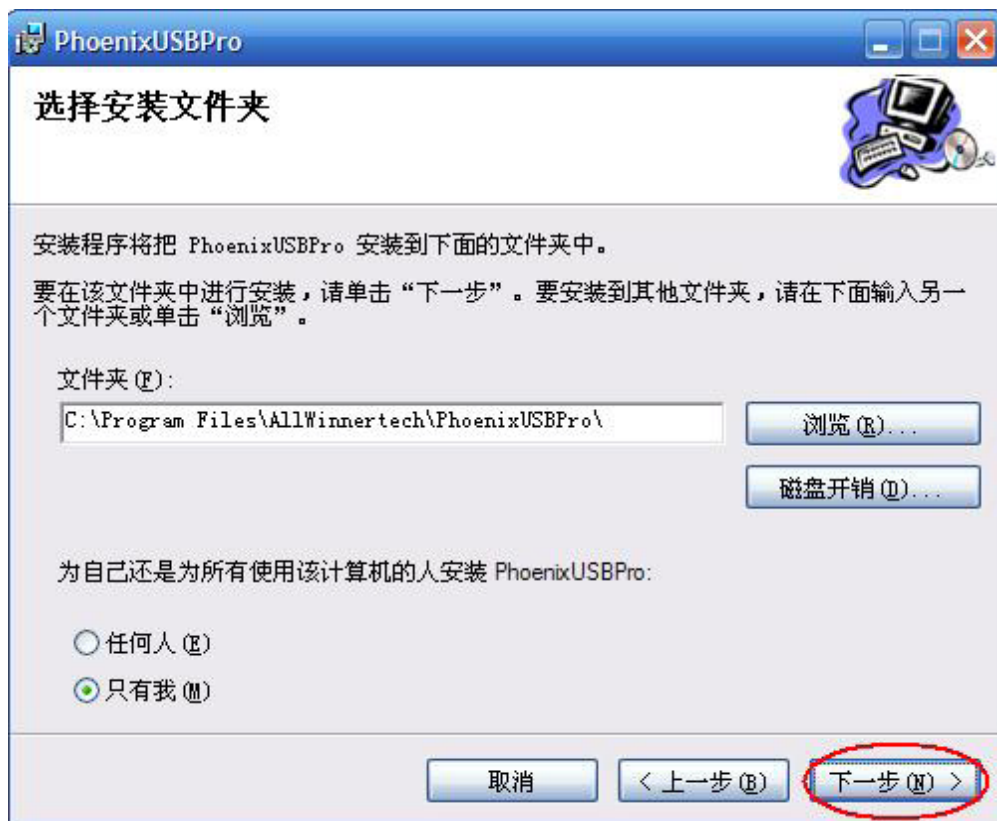 PhoenixUSBPro
选择安装文件夹
安装程序将把 PhoenixUSBPro 安装到下面的文件夹中。
要在该文件夹中进行安装，请单击“下一步”。要安装到其他文件夹，请在下面输入另一
个文件夹或单击“浏览”。
文件夹(F):
C:\Program Files\AllWinnertech\PhoenixUSBPro\
浏览(R)...
磁盘开销(D)...
为自己还是为所有使用该计算机的人安装 PhoenixUSBPro:
任何人(E)
只有我(M)
取消
< 上一步(B)
下一步(N) >